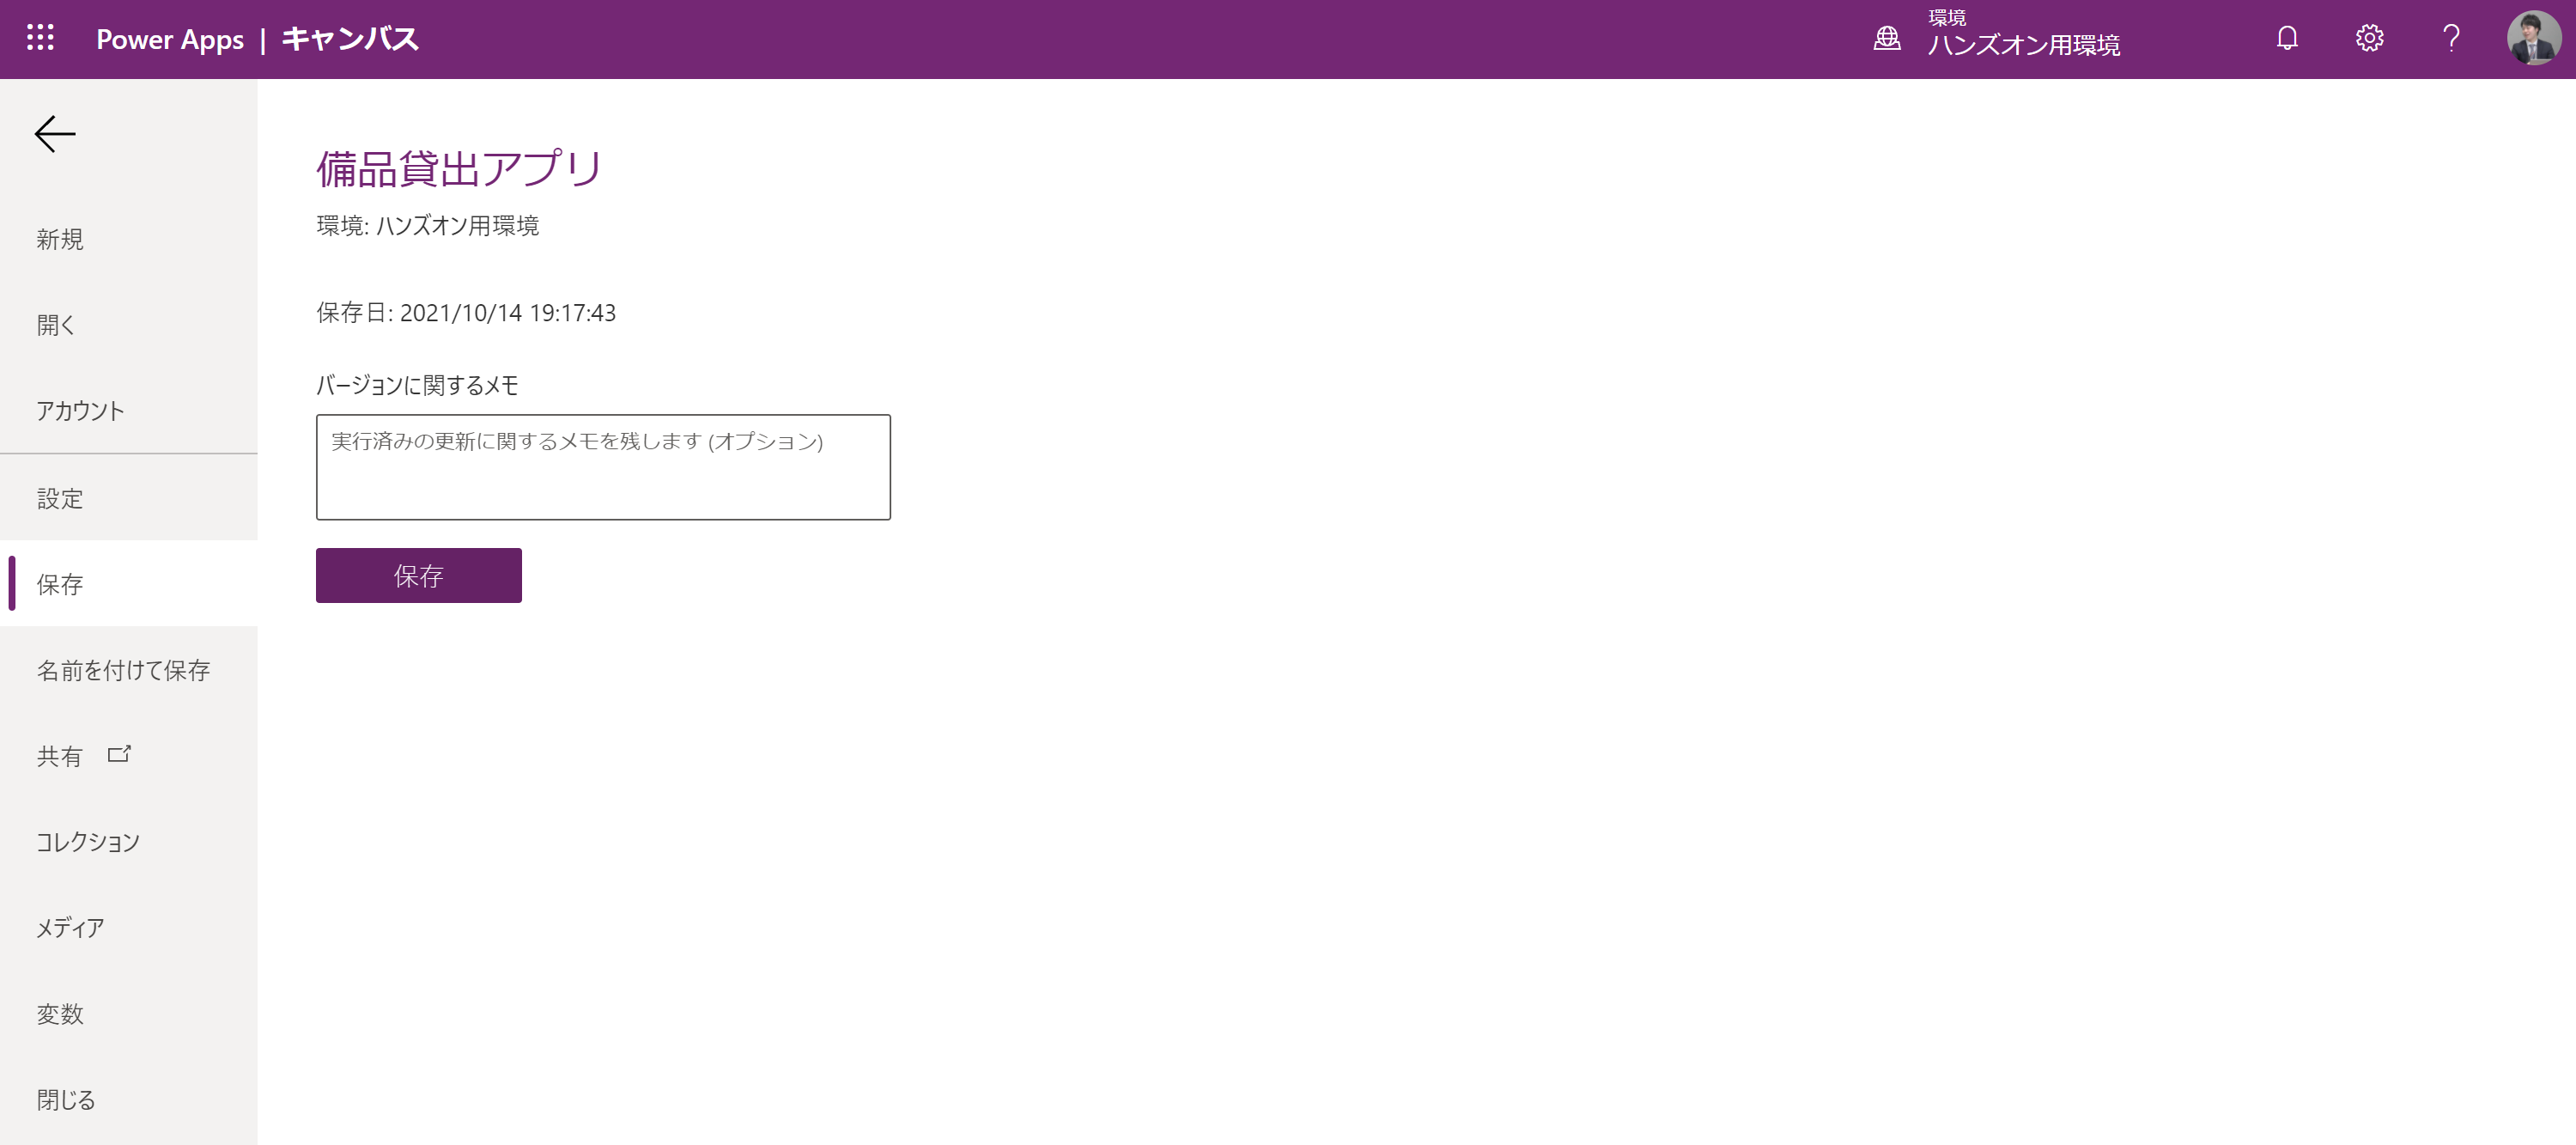 Power Apps | キャンバス
環境
ハンズオン用環境
新規
開く
アカウント
設定
保存
名前を付けて保存
共有
コレクション
メディア
変数
閉じる
備品貸出アプリ
環境: ハンズオン用環境
保存日: 2021/10/14 19:17:43
バージョンに関するメモ
実行済みの更新に関するメモを残します (オプション)
保存